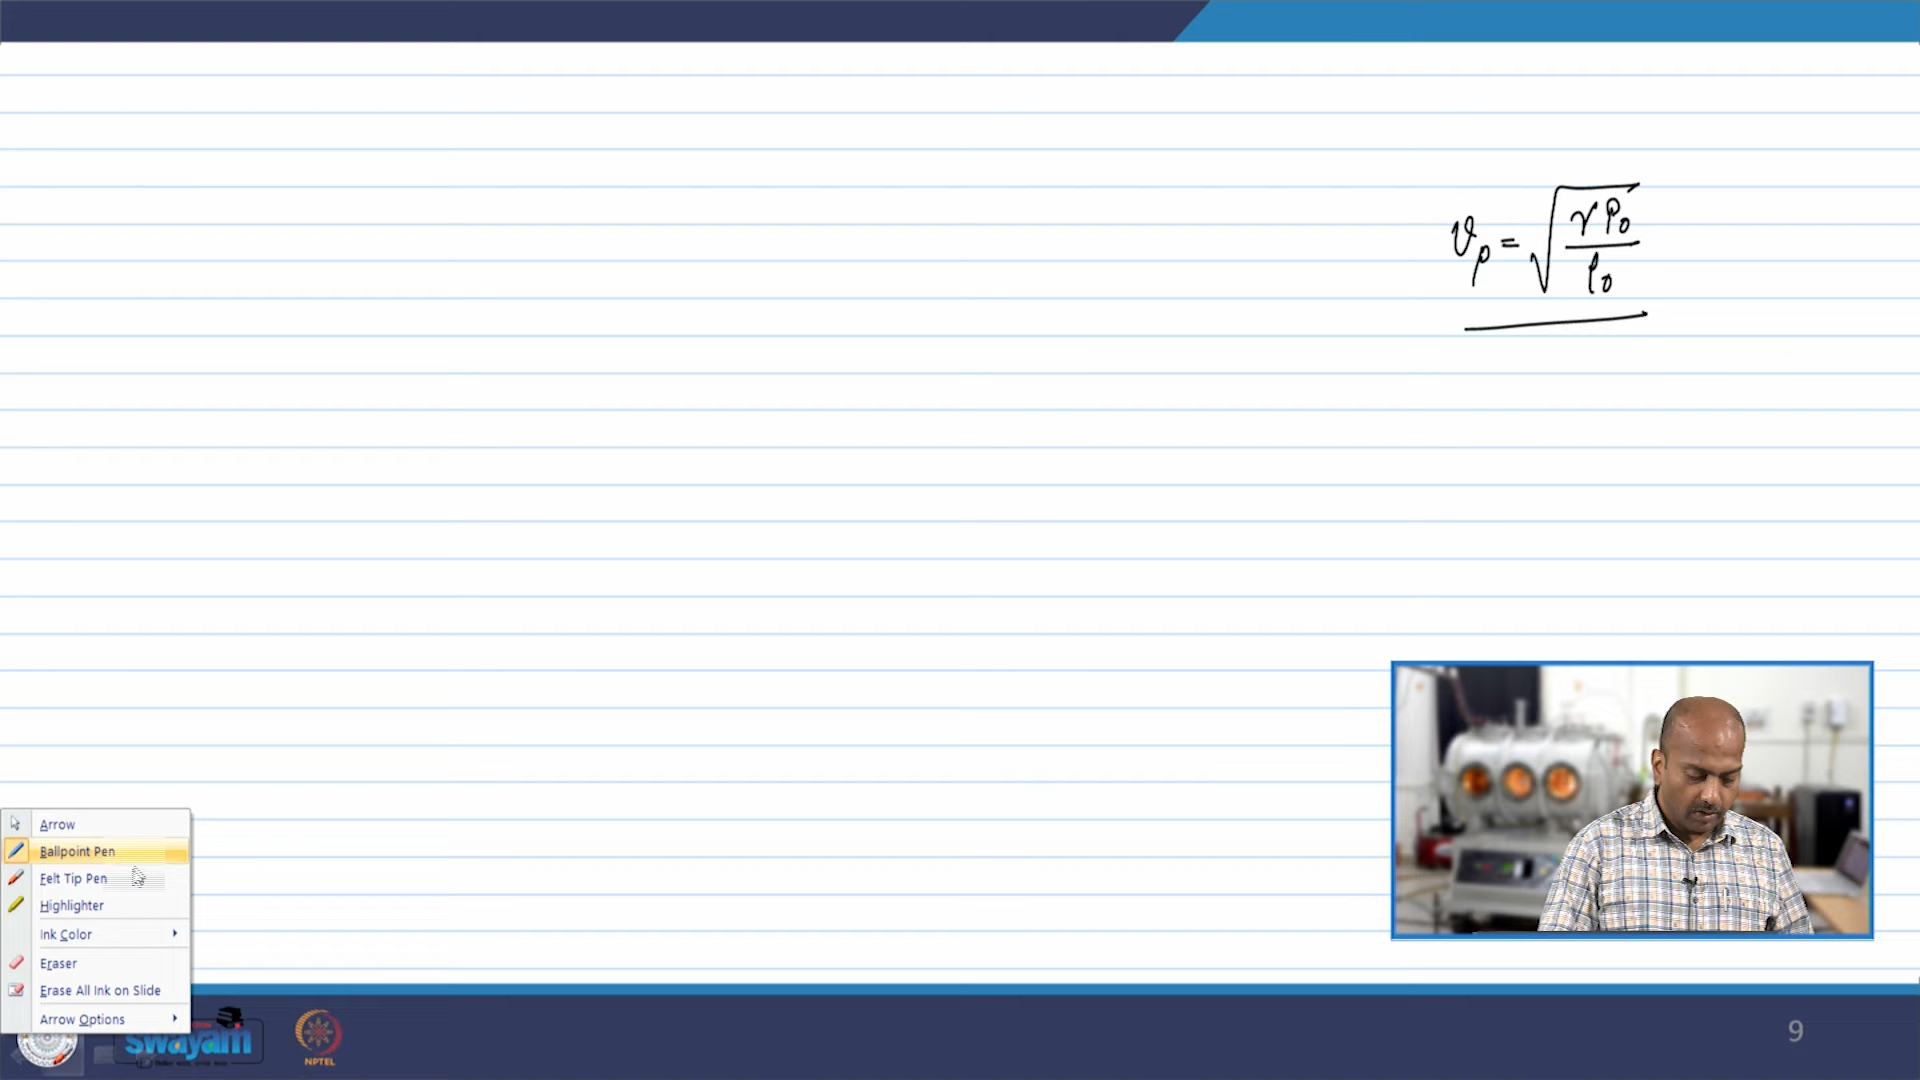 v_p = √(γ P₀ / ρ₀)
Arrow
Ballpoint Pen
Felt Tip Pen
Highlighter
Ink Color
Eraser
Erase All Ink on Slide
Arrow Options
swayam
NPTEL
9